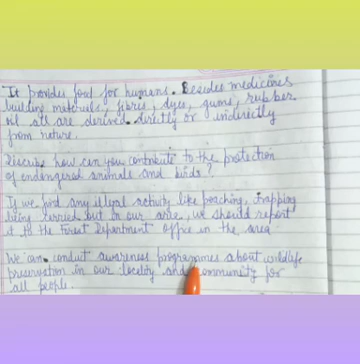 It provides food for humans. Besides medicines
building materials, fibres, dyes, gums, rubber
oil are derived directly or indirectly
from nature.
Discribe how can you contribute to the protection
of endangered animals and birds?
If we find any illegal activity like poaching, trapping
being carried out in our area, we should report
it to the Forest Department office in the area
We can conduct awareness programmes about wildlife
preservation in our locality and community for
all people.